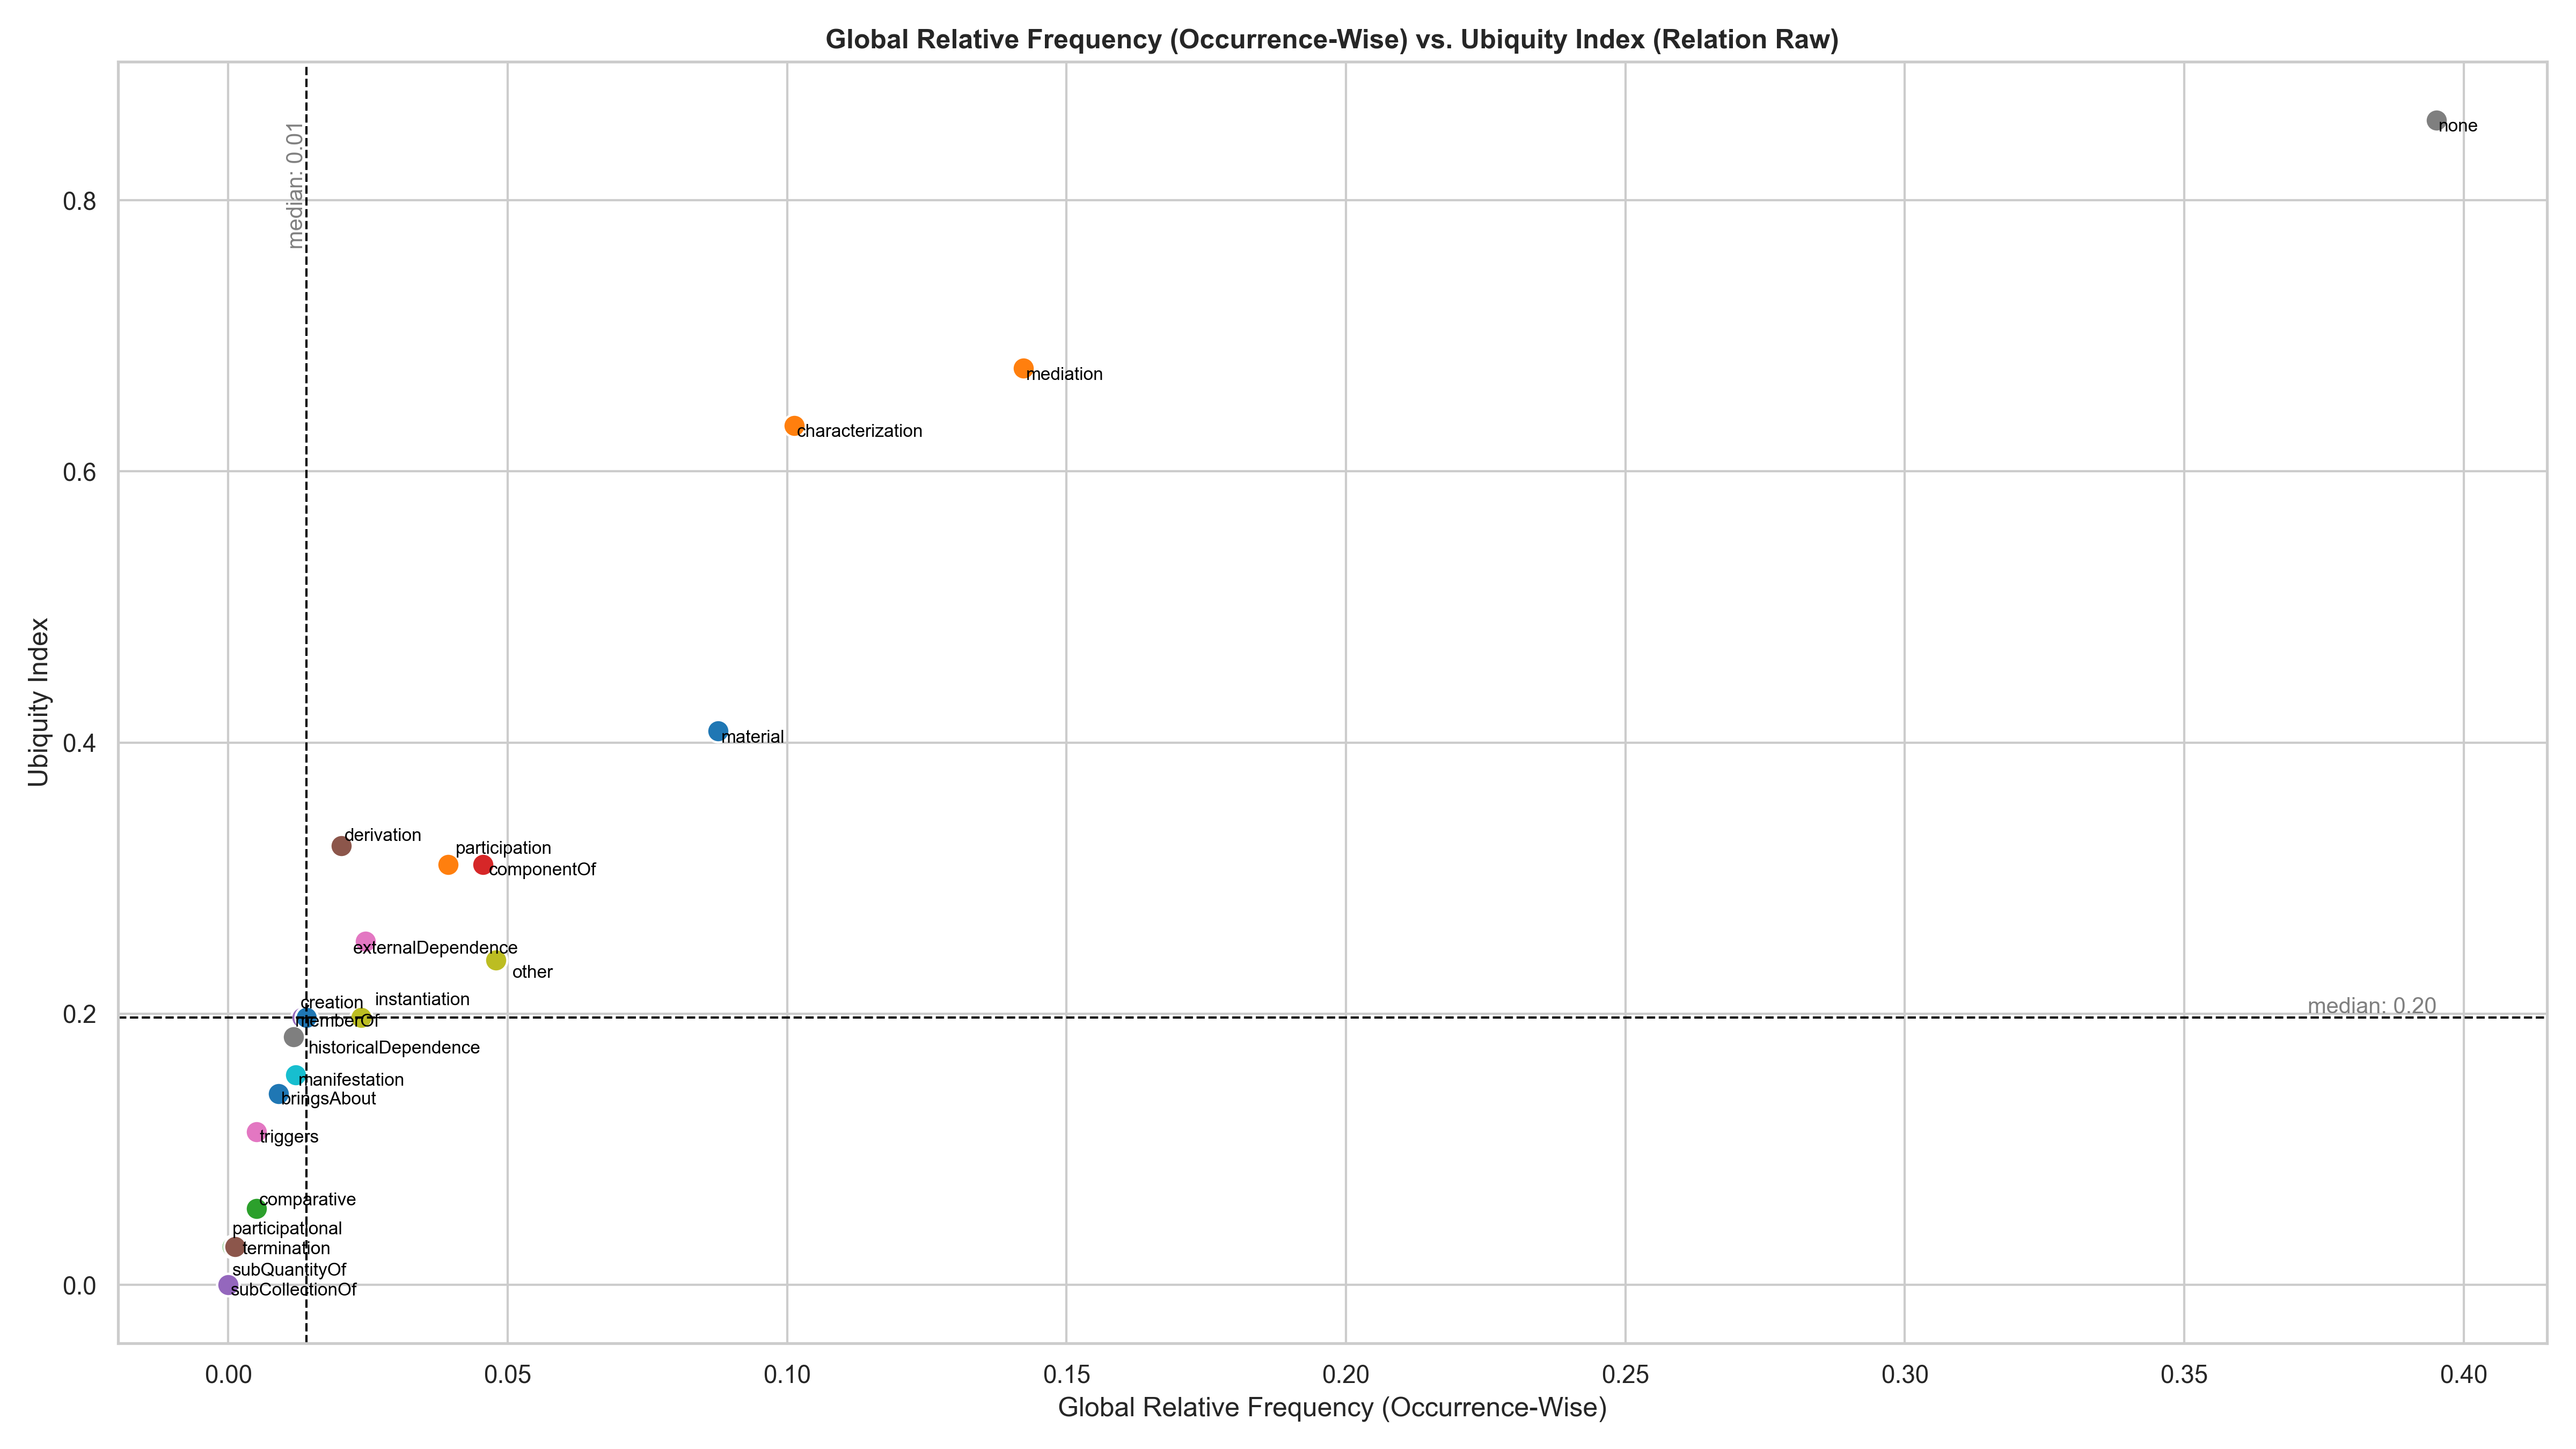 Global Relative Frequency (Occurrence-Wise) vs. Ubiquity Index (Relation Raw)
median: 0.01
none
0.8
mediation
characterization
0.6
Ubiquity Index
material
0.4
derivation
participation
componentOf
externalDependence
other
creation
instantiation
median: 0.20
0.2
memberOf
historicalDependence
manifestation
bringsAbout
triggers
comparative
participational
termination
subQuantityOf
0.0
subCollectionOf
0.00 0.05 0.10 0.15 0.20 0.25 0.30 0.35 0.40
Global Relative Frequency (Occurrence-Wise)